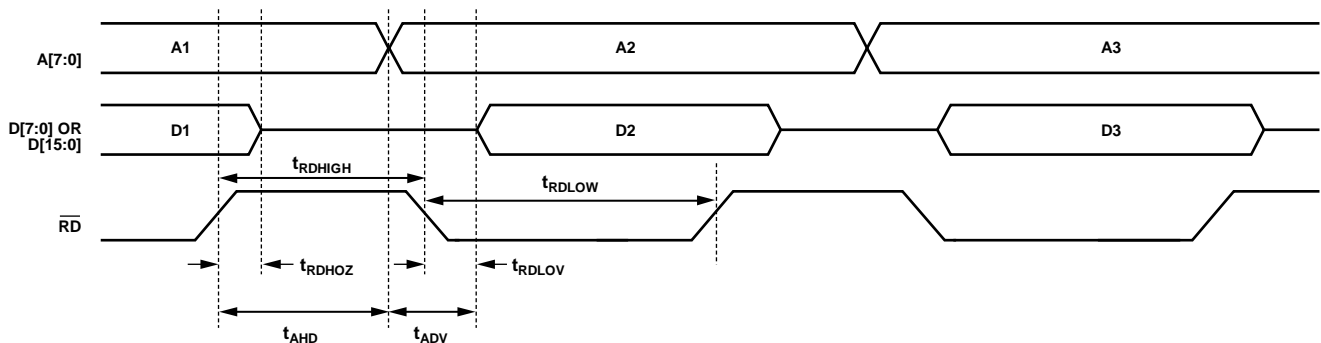 A[7:0]
A1
A2
A3
D[7:0] OR
D[15:0]
D1
D2
D3
tRDHIGH
tRDLOW
RD
tRDHOZ
tRDLOV
tAHD
tADV